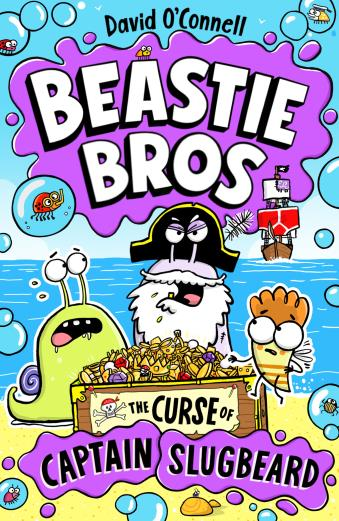 David O'Connell
BEASTIE
BROS
THE CURSE OF
CAPTAIN SLUGBEARD